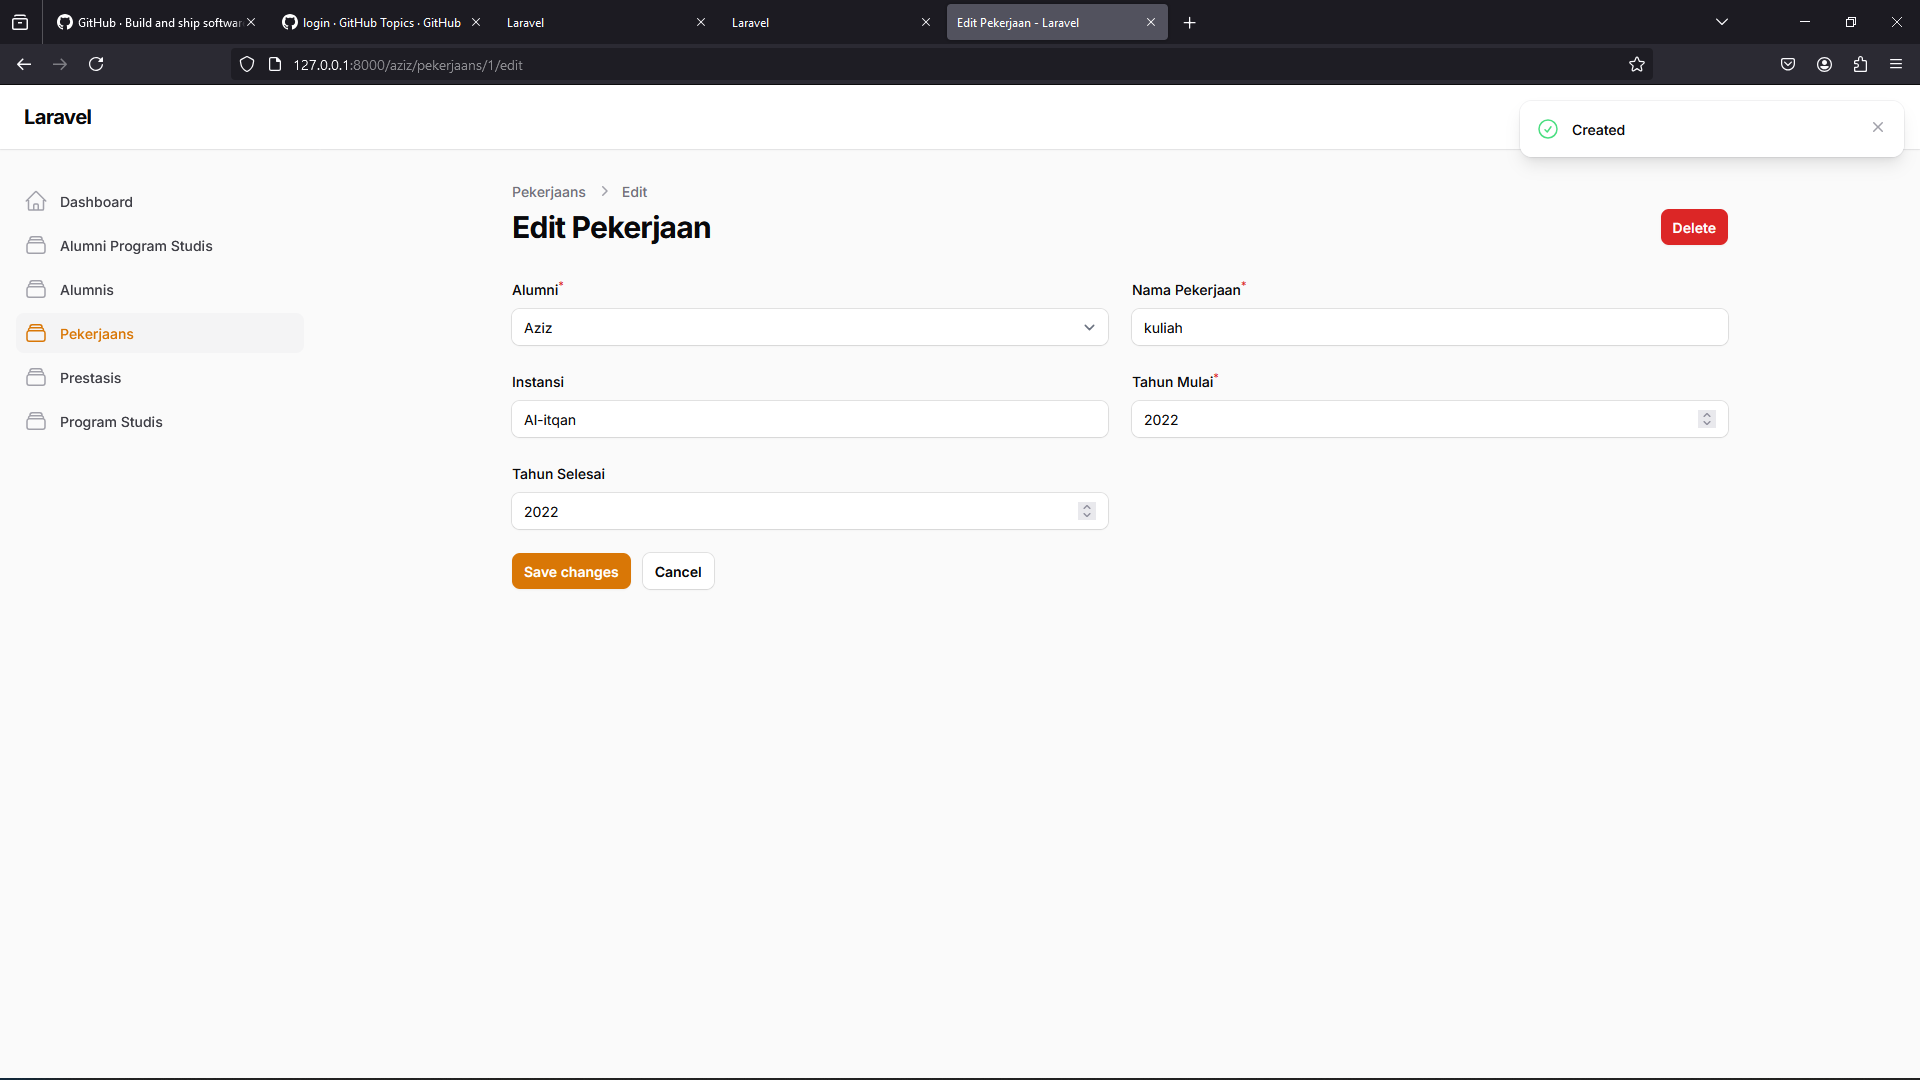 GitHub · Build and ship softwar
login · GitHub Topics · GitHub
Laravel
Laravel
Edit Pekerjaan - Laravel
127.0.0.1:8000/aziz/pekerjaans/1/edit
Laravel
Created
Dashboard
Alumni Program Studis
Alumnis
Pekerjaans
Prestasis
Program Studis
Pekerjaans > Edit
Edit Pekerjaan
Delete
Alumni*
Nama Pekerjaan*
Aziz
kuliah
Instansi
Tahun Mulai*
Al-itqan
2022
Tahun Selesai
2022
Save changes
Cancel